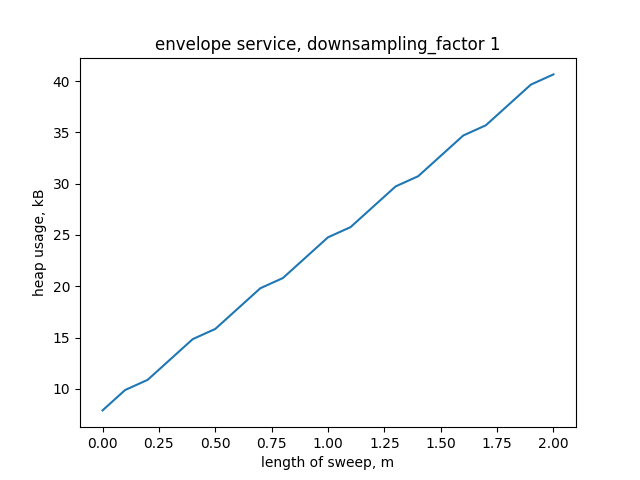 envelope service, downsampling_factor 1
40
35
30
25
20
15
10
heap usage, kB
0.00 0.25 0.50 0.75 1.00 1.25 1.50 1.75 2.00
length of sweep, m